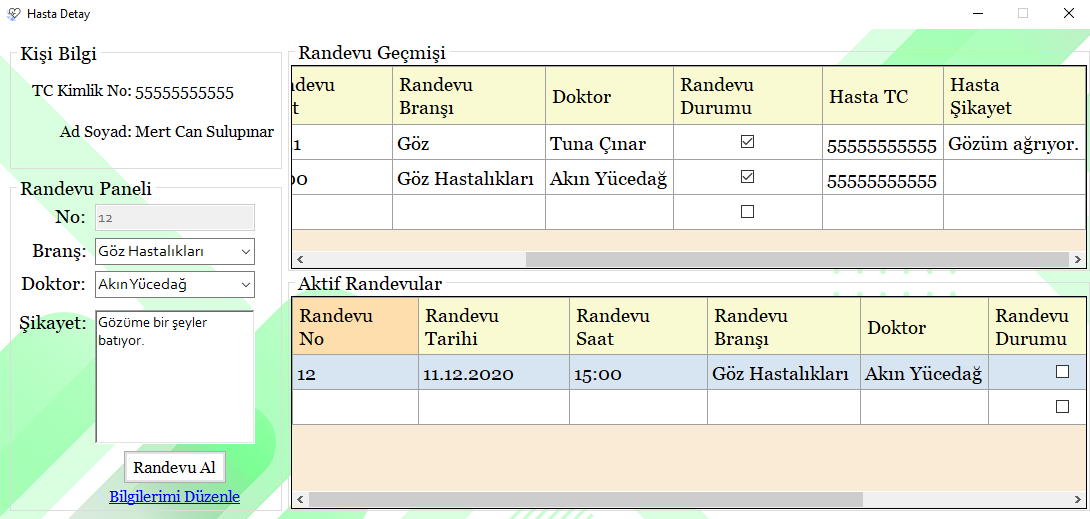 Hasta Detay
Kişi Bilgi
TC Kimlik No: 55555555555
Ad Soyad: Mert Can Sulupınar
Randevu Paneli
No: 12
Branş: Göz Hastalıkları
Doktor: Akın Yücedağ
Şikayet: Gözüme bir şeyler
batıyor.
Randevu Al
Bilgilerimi Düzenle
Randevu Geçmişi
Randevu Doktor Randevu Hasta TC Hasta
Branşı Durumu Şikayet
Göz Tuna Çınar 55555555555 Gözüm ağrıyor.
Göz Hastalıkları Akın Yücedağ 55555555555
Aktif Randevular
Randevu Randevu Randevu Randevu Doktor Randevu
No Tarihi Saat Branşı Durumu
12 11.12.2020 15:00 Göz Hastalıkları Akın Yücedağ